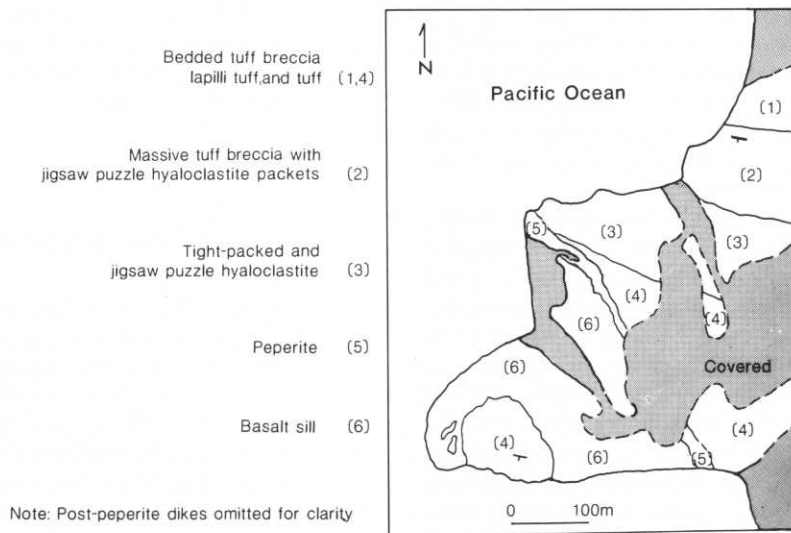 Bedded tuff breccia
lapilli tuff,and tuff (1,4)
Massive tuff breccia with
jigsaw puzzle hyaloclastite packets (2)
Tight-packed and
jigsaw puzzle hyaloclastite (3)
Peperite (5)
Basalt sill (6)
Note: Post-peperite dikes omitted for clarity
N
Pacific Ocean
(1)
(2)
(3)
(5)
(3)
(4)
(4)
(6)
Covered
(6)
(4)
(4)
(6)
(5)
0 100m